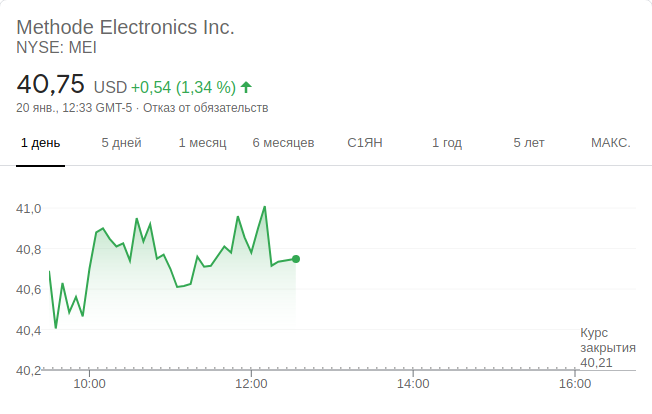 Methode Electronics Inc.
NYSE: MEI
40,75 USD +0,54 (1,34 %)
20 янв., 12:33 GMT-5 · Отказ от обязательств
1 день 5 дней 1 месяц 6 месяцев С1ЯН 1 год 5 лет МАКС.
41,0
40,8
40,6
40,4
Курс
закрытия
40,21
40,2
10:00 12:00 14:00 16:00